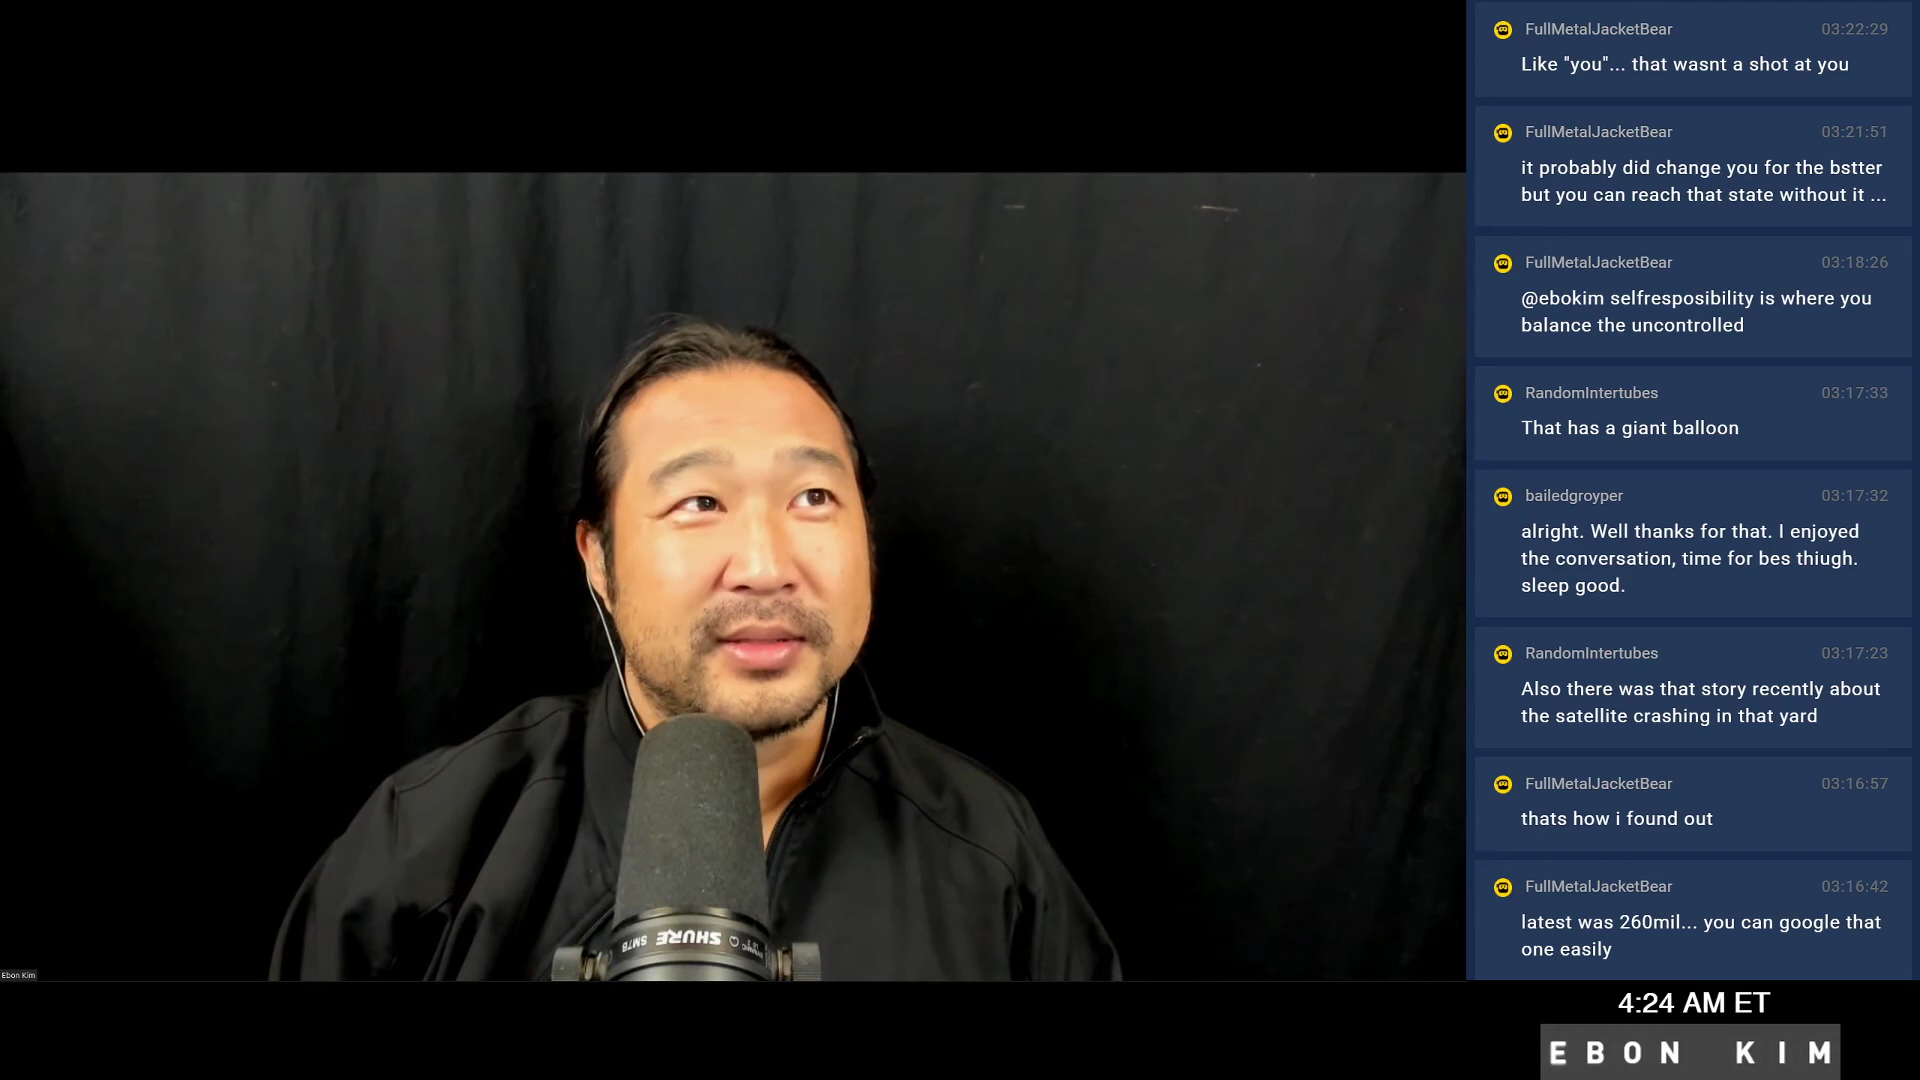 FullMetalJacketBear 03:22:29
Like "you"... that wasnt a shot at you
FullMetalJacketBear 03:21:51
it probably did change you for the bstter
but you can reach that state without it ...
FullMetalJacketBear 03:18:26
@ebokim selfresposibility is where you
balance the uncontrolled
RandomIntertubes 03:17:33
That has a giant balloon
bailedgroyper 03:17:32
alright. Well thanks for that. I enjoyed
the conversation, time for bes thiugh.
sleep good.
RandomIntertubes 03:17:23
Also there was that story recently about
the satellite crashing in that yard
FullMetalJacketBear 03:16:57
thats how i found out
FullMetalJacketBear 03:16:42
latest was 260mil... you can google that
one easily
SHURE SM7B
Ebon Kim
4:24 AM ET
EBON KIM